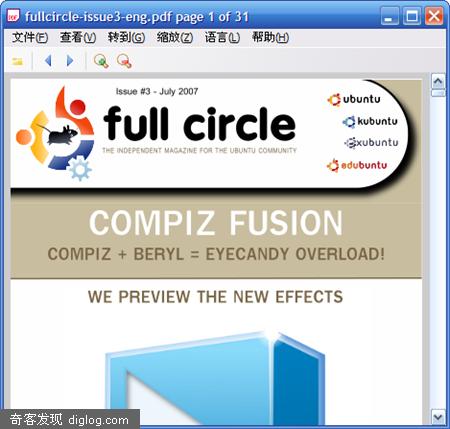 fullcircle-issue3-eng.pdf page 1 of 31
文件(F) 查看(V) 转到(G) 缩放(Z) 语言(L) 帮助(H)
Issue #3 - July 2007
full circle
THE INDEPENDENT MAGAZINE FOR THE UBUNTU COMMUNITY
ubuntu
kubuntu
xubuntu
edubuntu
COMPIZ FUSION
COMPIZ + BERYL = EYECANDY OVERLOAD!
WE PREVIEW THE NEW EFFECTS
奇客发现 diglog.com